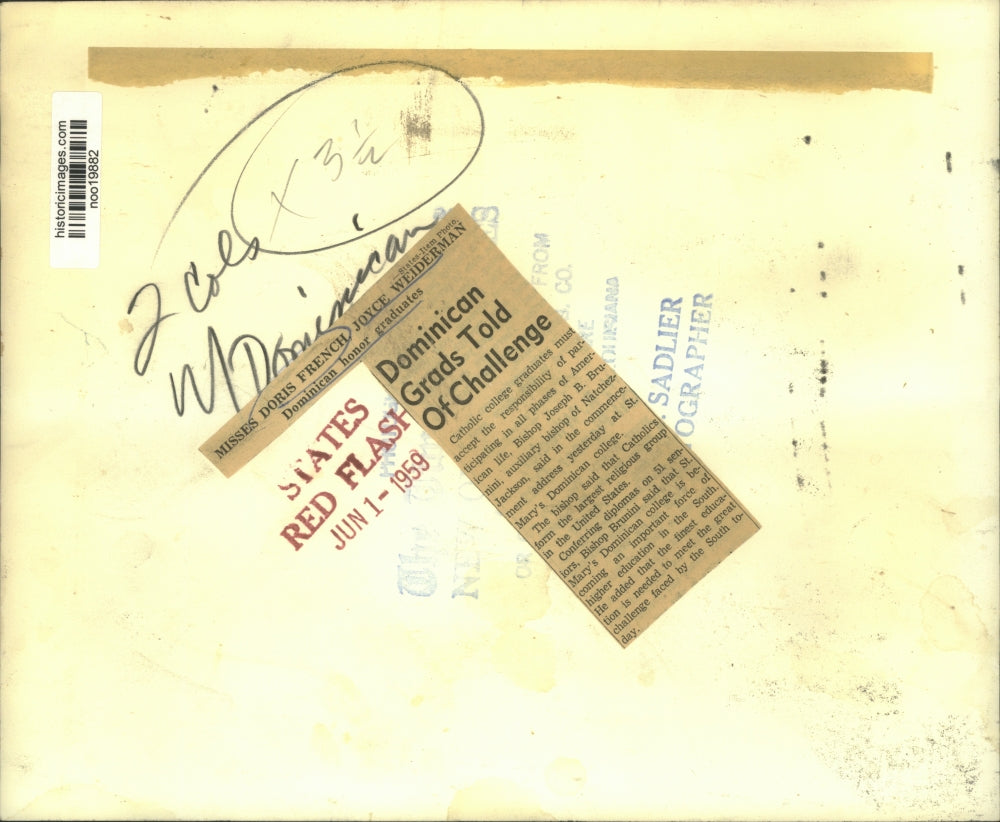 historicimages.com
noo19882
x 3 1/2
2 cols
W/Dominican
States-Item Photo.
MISSES DORIS FRENCH, JOYCE WEIDERMAN
Dominican honor graduates
Dominican
Grads Told
Of Challenge
Catholic college graduates must
accept the responsibility of par-
ticipating in all phases of Amer-
ican life, Bishop Joseph B. Bru-
nini, auxiliary bishop of Natchez-
Jackson, said in the commence-
ment address yesterday at St.
Mary's Dominican college.
The bishop said that Catholics
form the largest religious group
in the United States.
Conferring diplomas on 51 sen-
iors, Bishop Brunini said that St.
Mary's Dominican college is be-
coming an important force of
higher education in the South.
He added that the finest educa-
tion is needed to meet the great
challenge faced by the South to-
day.
STATES
RED FLASH
JUN 1 - 1959
FROM
CO.
The
OR
SADLIER
OGRAPHER